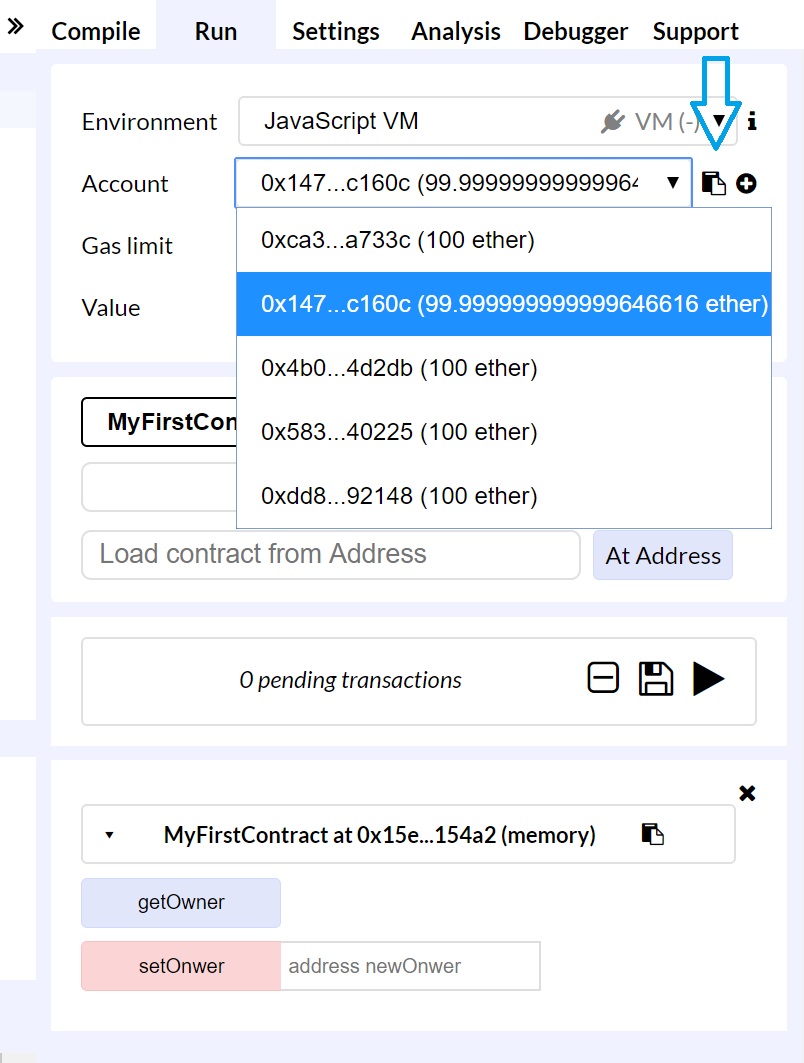 Compile Run Settings Analysis Debugger Support
Environment JavaScript VM VM (-)
Account 0x147...c160c (99.9999999999996
0xca3...a733c (100 ether)
Gas limit
0x147...c160c (99.999999999999646616 ether)
Value
0x4b0...4d2db (100 ether)
MyFirstCon
0x583...40225 (100 ether)
0xdd8...92148 (100 ether)
Load contract from Address At Address
0 pending transactions
MyFirstContract at 0x15e...154a2 (memory)
getOwner
setOnwer address newOnwer